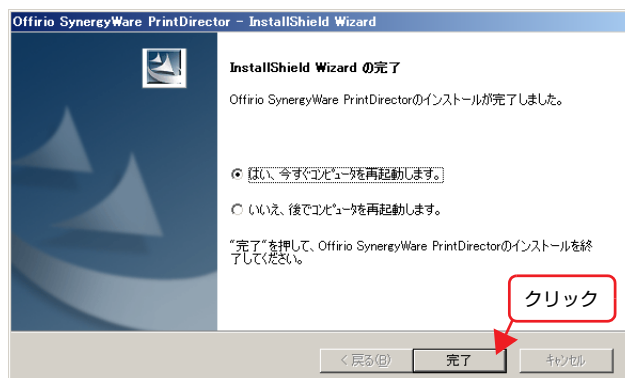 Offirio SynergyWare PrintDirector - InstallShield Wizard
InstallShield Wizard の完了
Offirio SynergyWare PrintDirectorのインストールが完了しました。
はい、今すぐｺﾝﾋﾟｭｰﾀを再起動します。
いいえ、後でｺﾝﾋﾟｭｰﾀを再起動します。
“完了”を押して、Offirio SynergyWare PrintDirectorのインストールを終
了してください。
クリック
< 戻る(B)
完了
ｷｬﾝｾﾙ